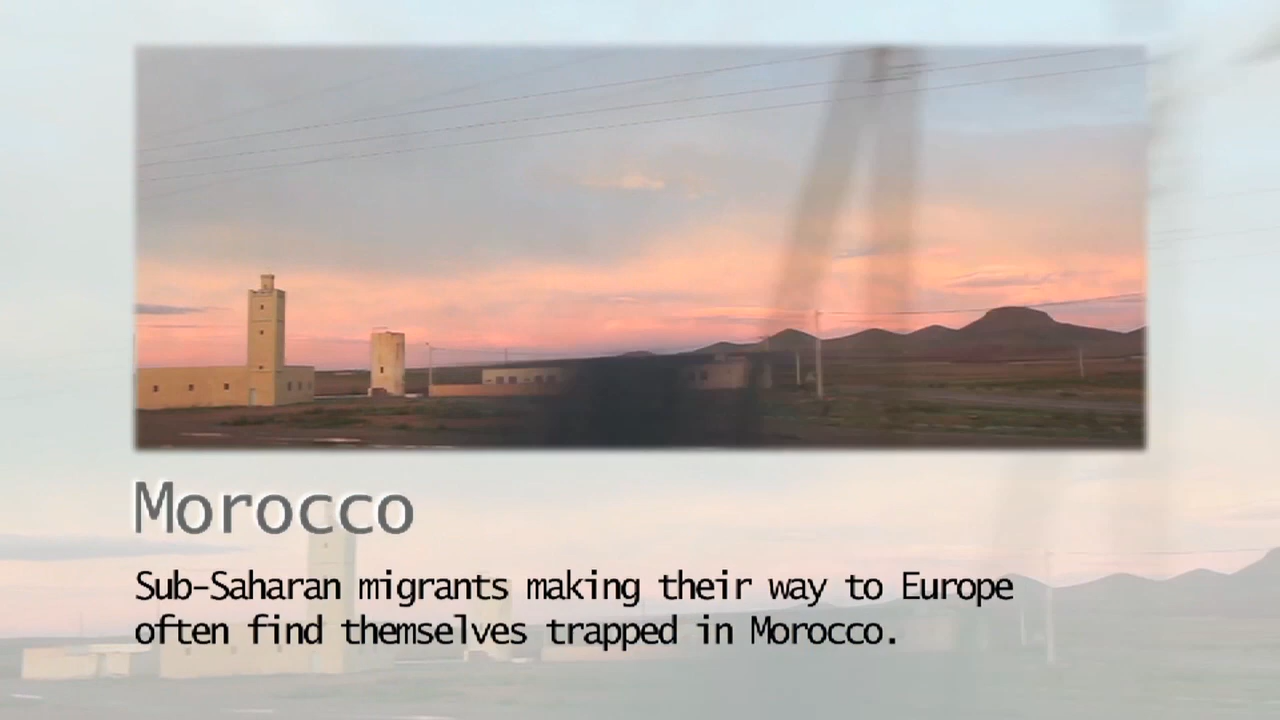 Morocco
Sub-Saharan migrants making their way to Europe
often find themselves trapped in Morocco.